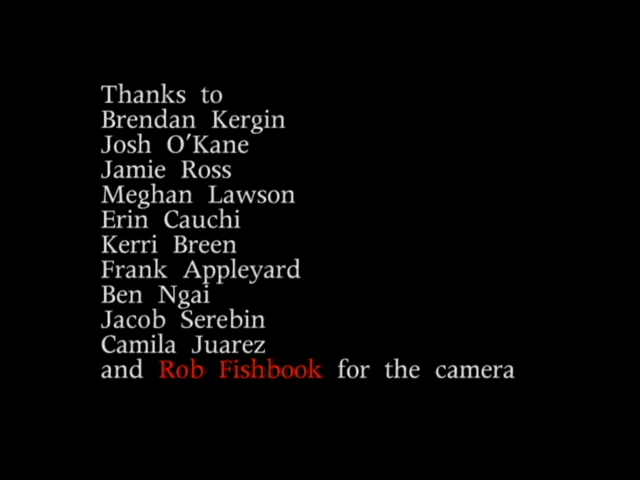 Thanks to
Brendan Kergin
Josh O'Kane
Jamie Ross
Meghan Lawson
Erin Cauchi
Kerri Breen
Frank Appleyard
Ben Ngai
Jacob Serebin
Camila Juarez
and Rob Fishbook for the camera